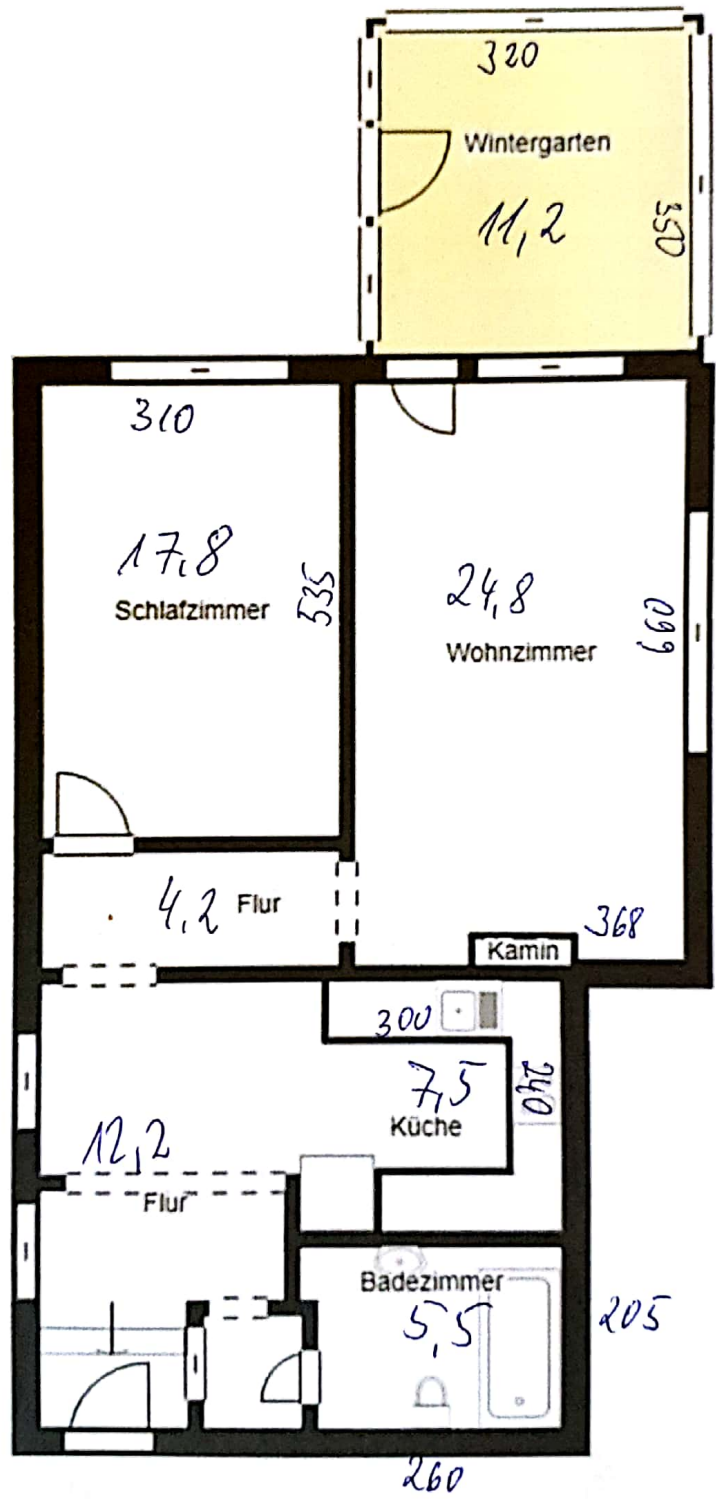 320
Wintergarten
11,2
350
310
17,8
Schlafzimmer
535
24,8
Wohnzimmer
660
4,2 Flur
368
Kamin
300
7,5
240
Küche
12,2
Flur
Badezimmer
5,5
205
260